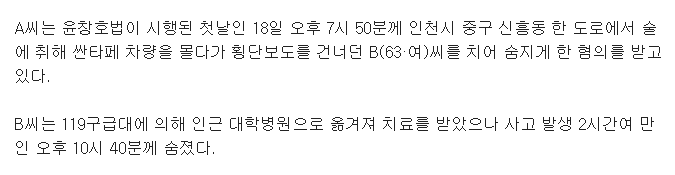 A씨는 윤창호법이 시행된 첫날인 18일 오후 7시 50분께 인천시 중구 신흥동 한 도로에서 술
에 취해 싼타페 차량을 몰다가 횡단보도를 건너던 B(63·여)씨를 치어 숨지게 한 혐의를 받고
있다.
B씨는 119구급대에 의해 인근 대학병원으로 옮겨져 치료를 받았으나 사고 발생 2시간여 만
인 오후 10시 40분께 숨졌다.